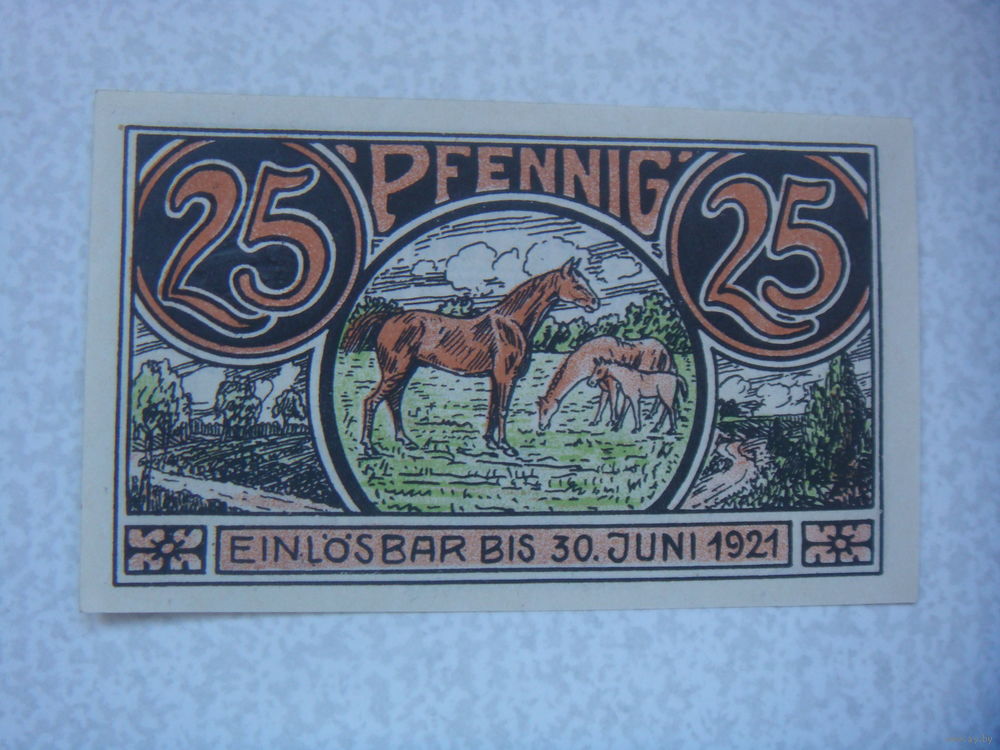 PFENNIG
25 25
EINLÖSBAR BIS 30. JUNI 1921